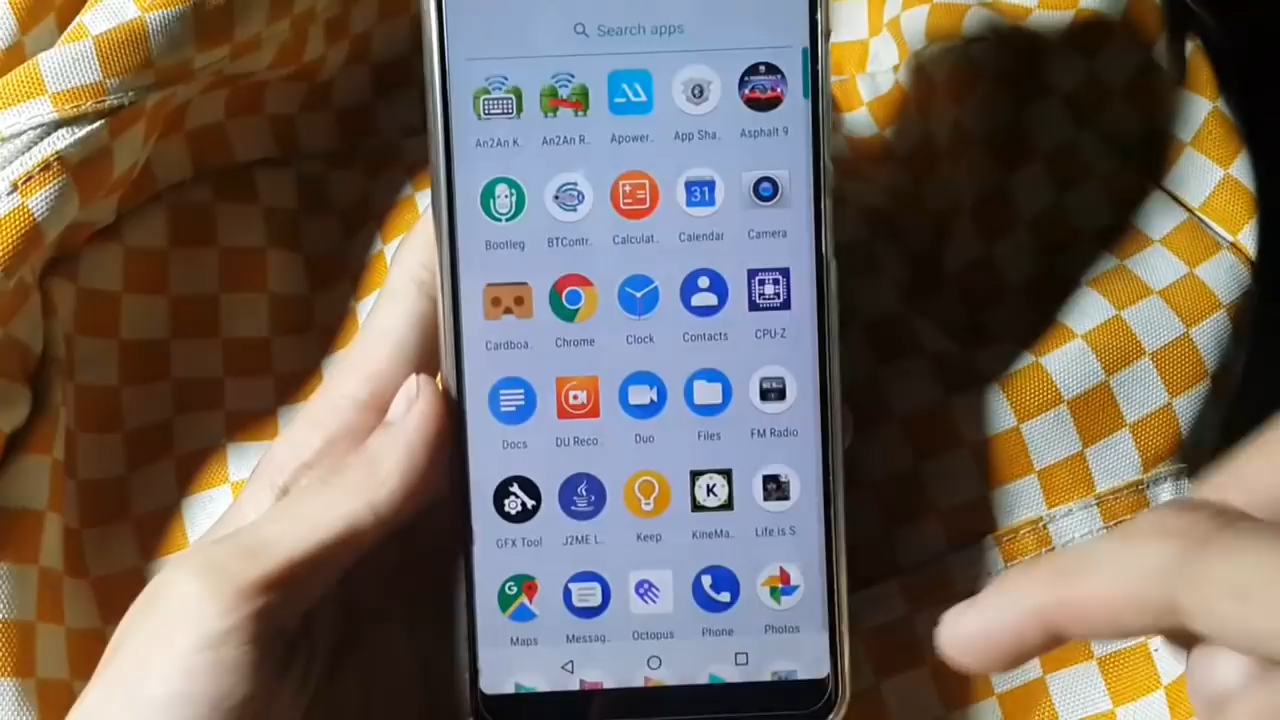 Search apps
An2An K.. An2An R.. Apower.. App Sha.. Asphalt 9
31
Bootleg BTContr.. Calculat.. Calendar Camera
Cardboa.. Chrome Clock Contacts CPU-Z
Docs DU Reco.. Duo Files FM Radio
K
GFX Tool J2ME L.. Keep KineMa.. Life is S
G
Maps Messag.. Octopus Phone Photos